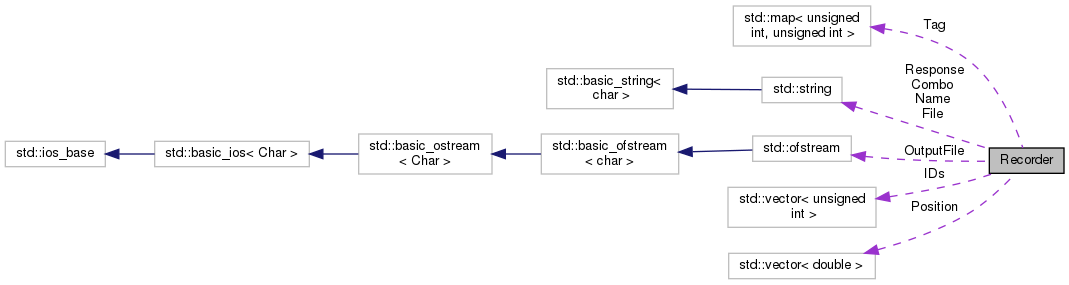 std::map< unsigned
int, unsigned int >
Tag
std::basic_string<
char >
std::string
Response
Combo
Name
File
std::ios_base
std::basic_ios< Char >
std::basic_ostream
< Char >
std::basic_ofstream
< char >
std::ofstream
OutputFile
Recorder
IDs
std::vector< unsigned
int >
Position
std::vector< double >